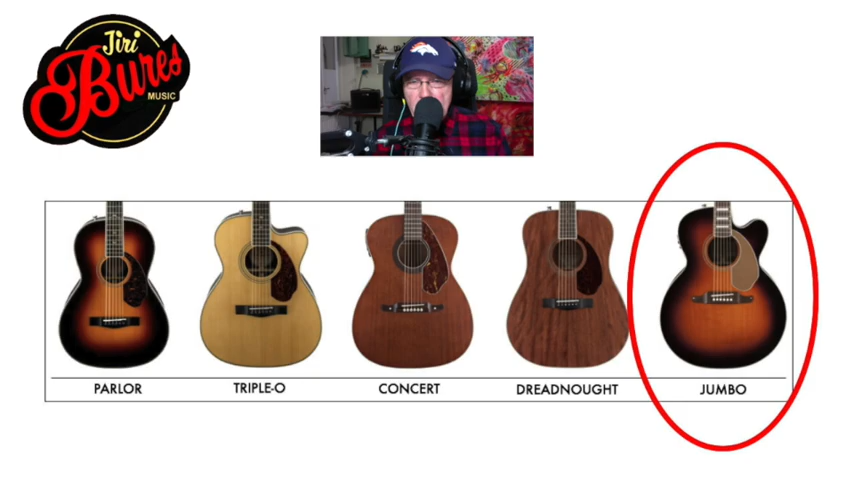 Jiri
Bures
MUSIC
PARLOR
TRIPLE-O
CONCERT
DREADNOUGHT
JUMBO